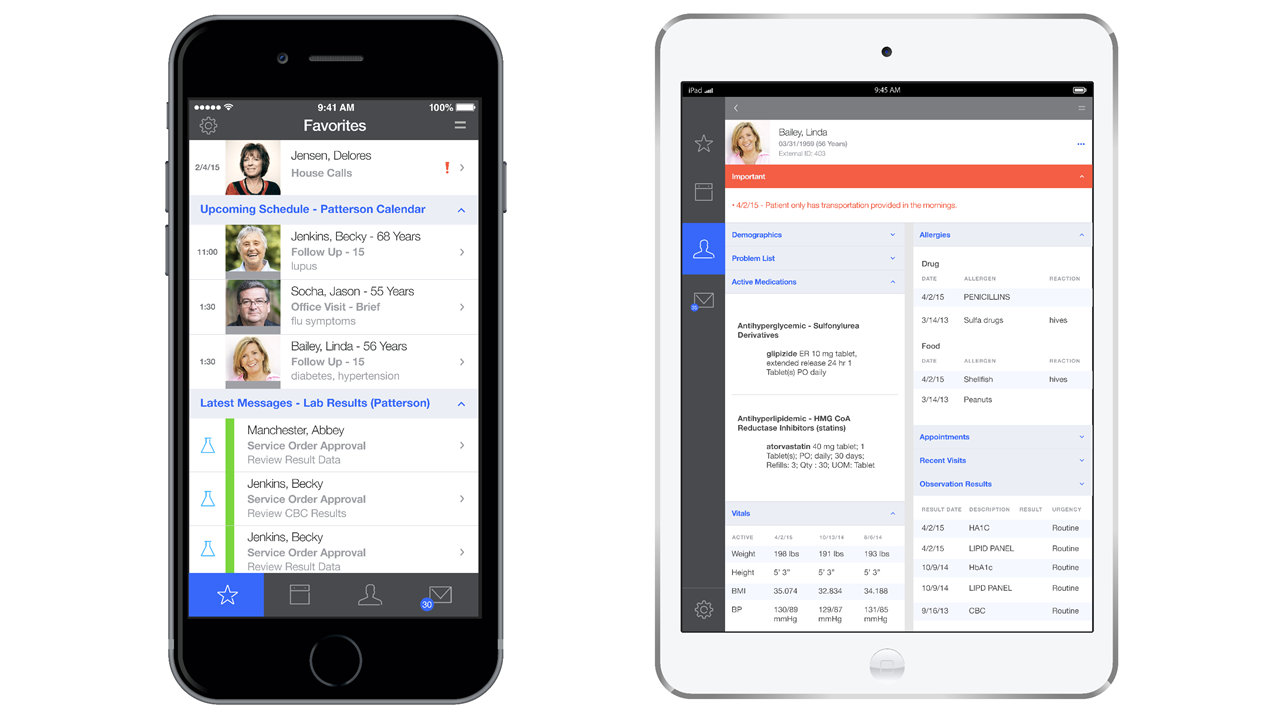 9:41 AM
100%
Favorites
2/4/15
Jensen, Delores
House Calls
!
Upcoming Schedule - Patterson Calendar
11:00
Jenkins, Becky - 68 Years
Follow Up - 15
lupus
1:30
Socha, Jason - 55 Years
Office Visit - Brief
flu symptoms
1:30
Bailey, Linda - 56 Years
Follow Up - 15
diabetes, hypertension
Latest Messages - Lab Results (Patterson)
Manchester, Abbey
Service Order Approval
Review Result Data
Jenkins, Becky
Service Order Approval
Review CBC Results
Jenkins, Becky
Service Order Approval
Review Result Data
30
iPad
9:45 AM
Bailey, Linda
03/31/1959 (56 Years)
External ID: 403
Important
• 4/2/15 - Patient only has transportation provided in the mornings.
Demographics
Problem List
Active Medications
Antihyperglycemic - Sulfonylurea
Derivatives
glipizide ER 10 mg tablet,
extended release 24 hr 1
Tablet(s) PO daily
Antihyperlipidemic - HMG CoA
Reductase Inhibitors (statins)
atorvastatin 40 mg tablet; 1
Tablet(s); PO; daily; 30 days;
Refills: 3; Qty : 30; UOM: Tablet
Vitals
ACTIVE 4/2/15 10/13/14 8/6/14
Weight 198 lbs 191 lbs 193 lbs
Height 5' 3" 5' 3" 5' 3"
BMI 35.074 32.834 34.188
BP 130/89 129/87 131/85
mmHg mmHg mmHg
Allergies
Drug
DATE ALLERGEN REACTION
4/2/15 PENICILLINS
3/14/13 Sulfa drugs hives
Food
DATE ALLERGEN REACTION
4/2/15 Shellfish hives
3/14/13 Peanuts
Appointments
Recent Visits
Observation Results
RESULT DATE DESCRIPTION RESULT URGENCY
4/2/15 HA1C Routine
4/2/15 LIPID PANEL Routine
10/9/14 HbA1c Routine
10/9/14 LIPD PANEL Routine
9/16/13 CBC Routine